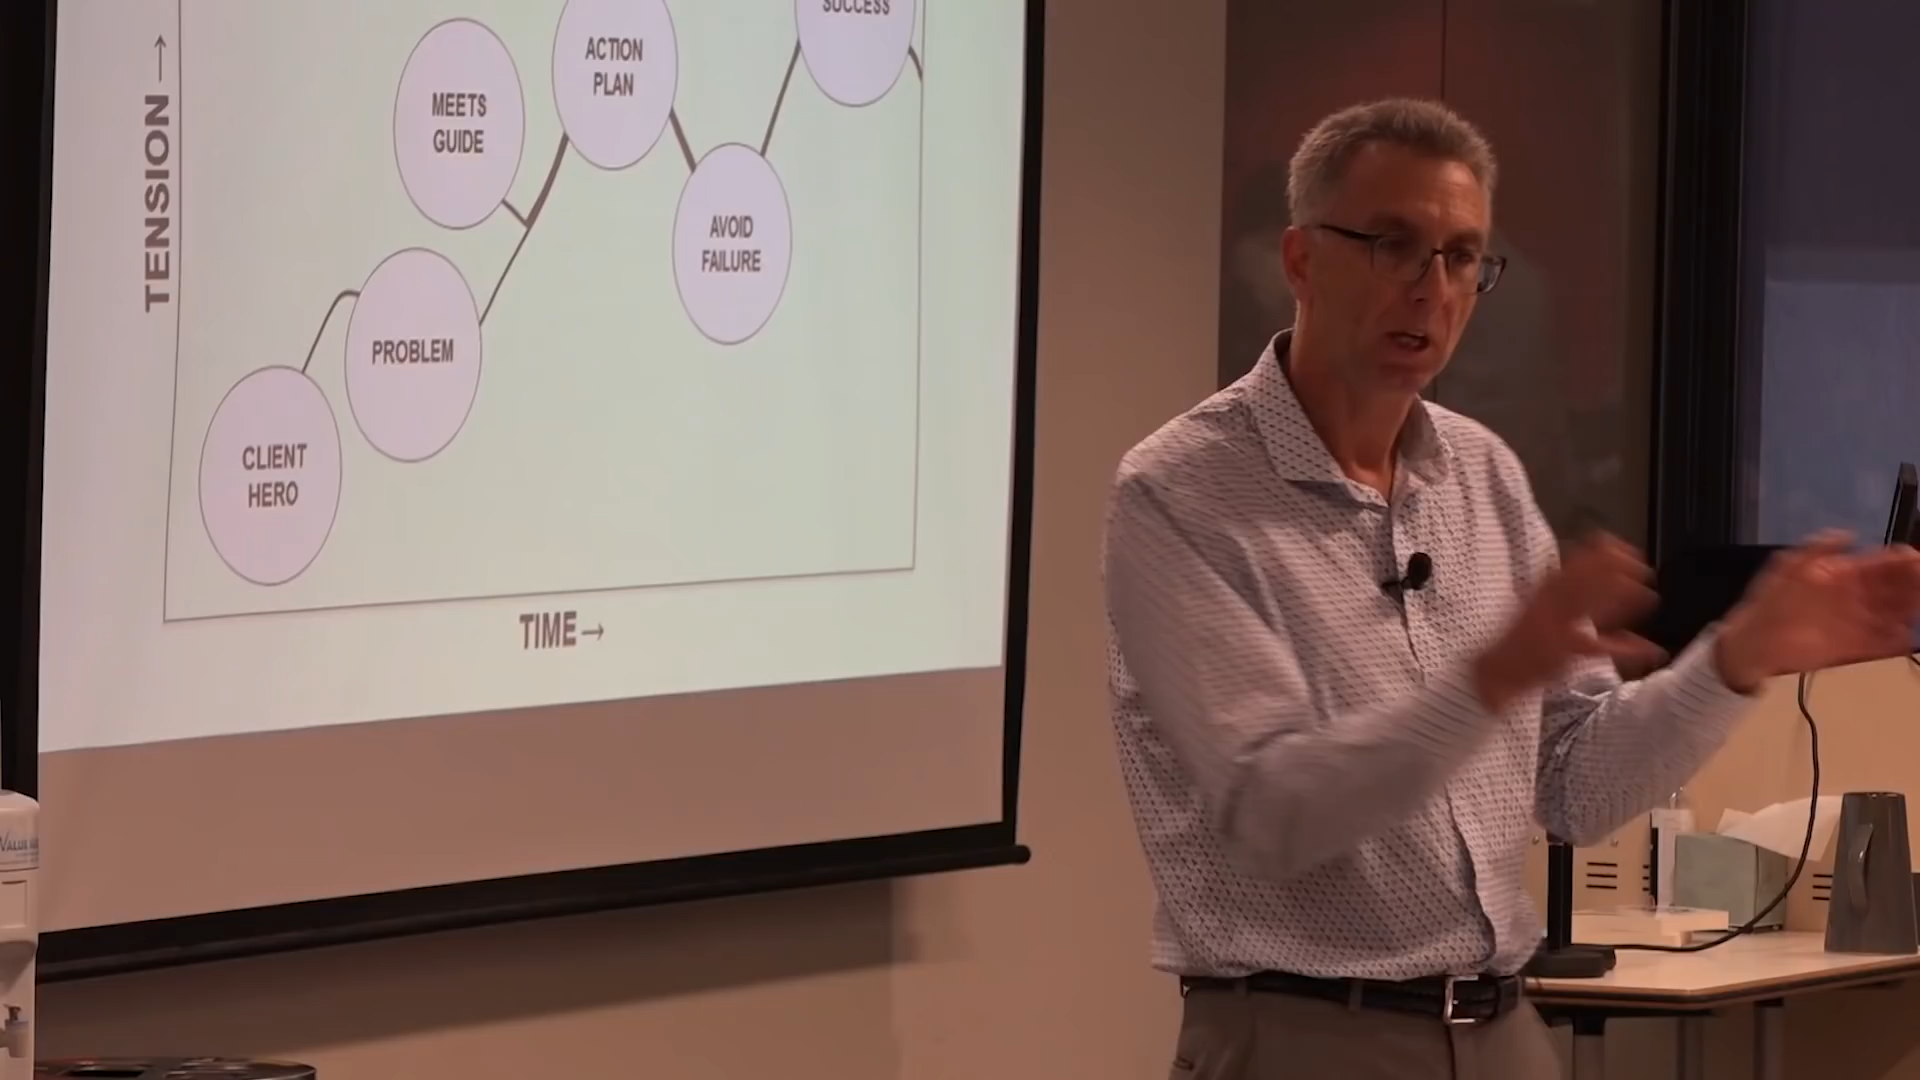 SUCCESS
ACTION
PLAN
MEETS
GUIDE
AVOID
FAILURE
PROBLEM
CLIENT
HERO
TENSION →
TIME →